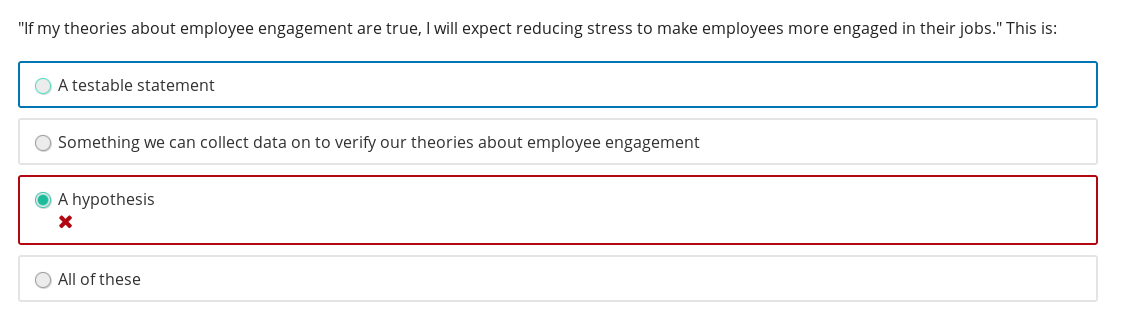 "If my theories about employee engagement are true, I will expect reducing stress to make employees more engaged in their jobs." This is:
A testable statement
Something we can collect data on to verify our theories about employee engagement
A hypothesis
All of these